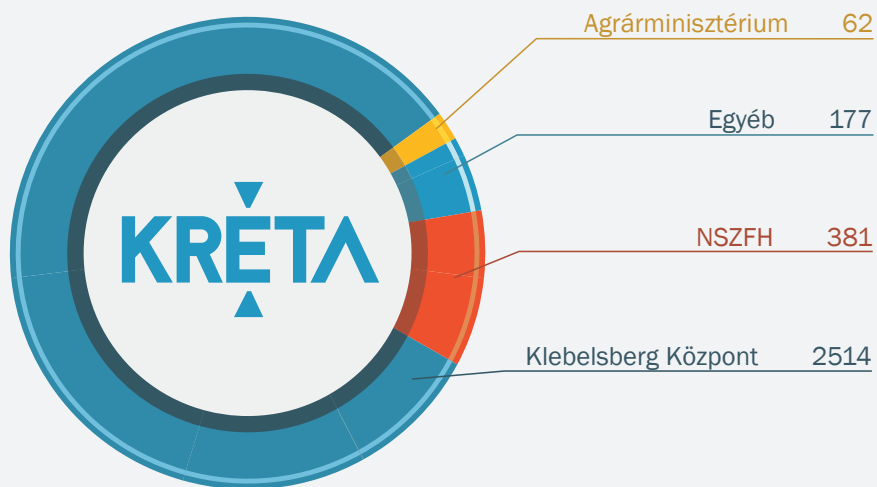 Agrárminisztérium 62
Egyéb 177
KRÉTA
NSZFH 381
Klebelsberg Központ 2514